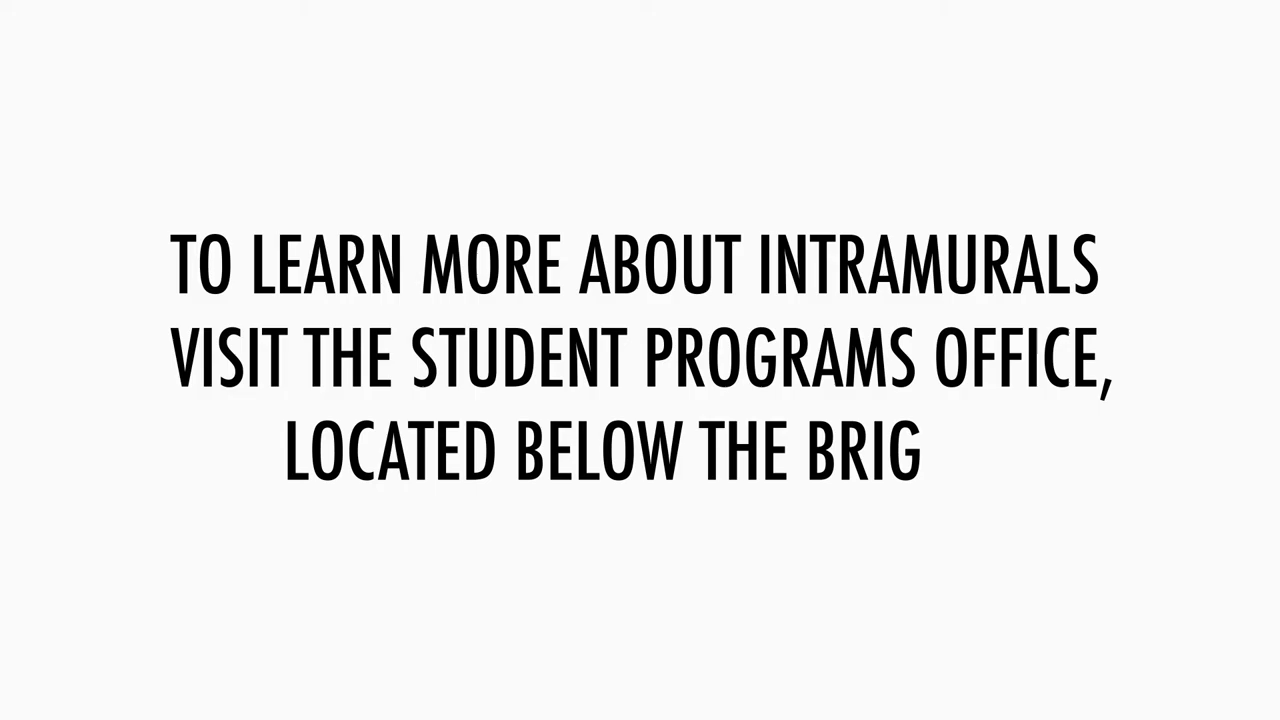 TO LEARN MORE ABOUT INTRAMURALS
VISIT THE STUDENT PROGRAMS OFFICE,
LOCATED BELOW THE BRIG